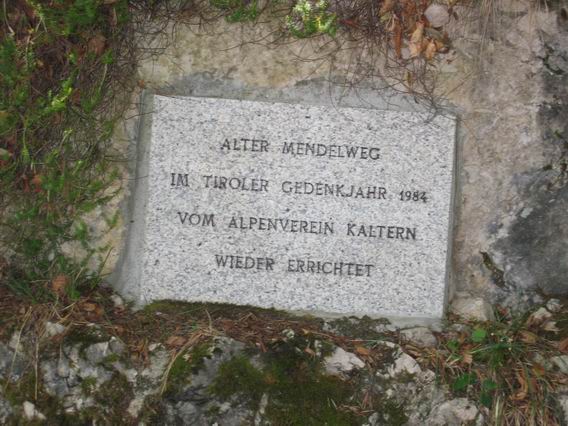 ALTER MENDELWEG
IM TIROLER GEDENKJAHR 1984
VOM ALPENVEREIN KALTERN
WIEDER ERRICHTET